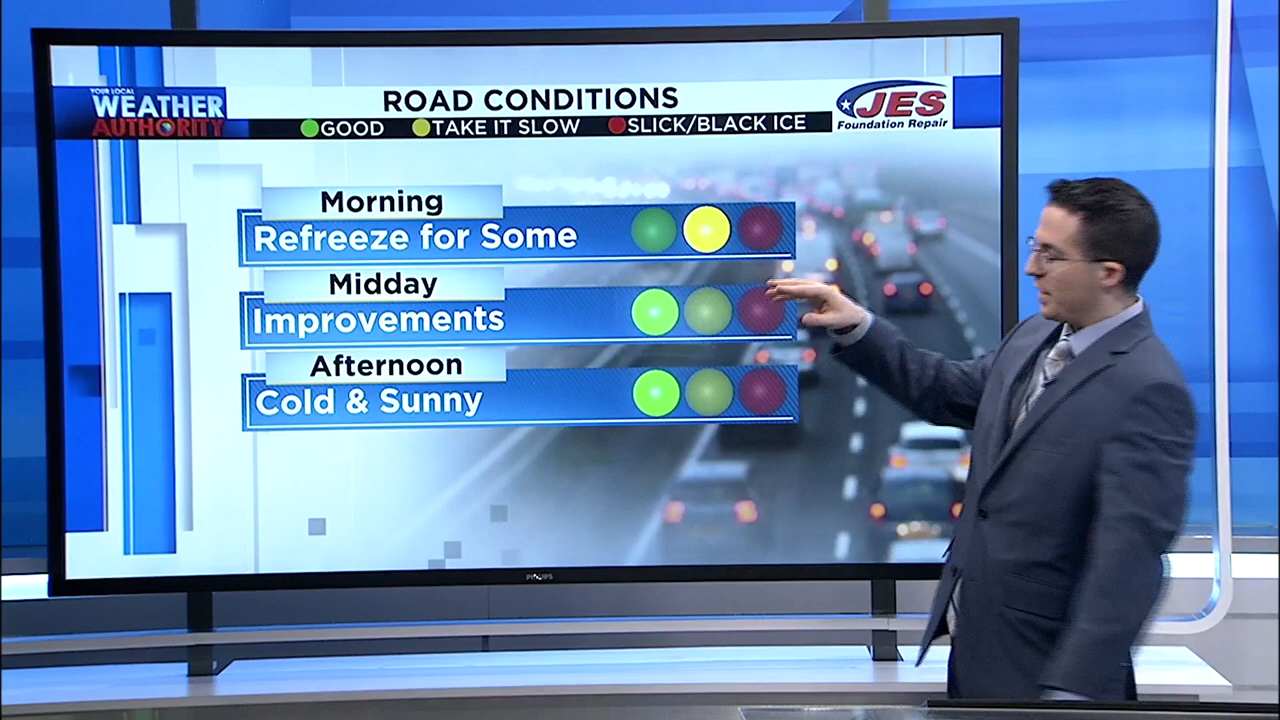 YOUR LOCAL
WEATHER
AUTHORITY
ROAD CONDITIONS
GOOD TAKE IT SLOW SLICK/BLACK ICE
JES
Foundation Repair
Morning
Refreeze for Some
Midday
Improvements
Afternoon
Cold & Sunny
PHILIPS